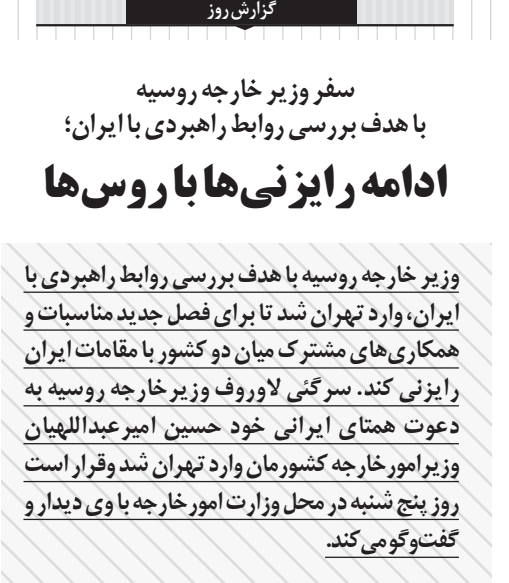 گزارش روز
سفر وزیر خارجه روسیه
با هدف بررسی روابط راهبردی با ایران؛
ادامه رایزنی‌ها با روس‌ها
وزیر خارجه روسیه با هدف بررسی روابط راهبردی با
ایران، وارد تهران شد تا برای فصل جدید مناسبات و
همکاری‌های مشترک میان دو کشور با مقامات ایران
رایزنی کند. سرگئی لاوروف وزیرخارجه روسیه به
دعوت همتای ایرانی خود حسین امیرعبداللهیان
وزیرامورخارجه کشورمان وارد تهران شد وقرار است
روز پنج شنبه در محل وزارت امورخارجه با وی دیدار و
گفت‌وگو می‌کند.